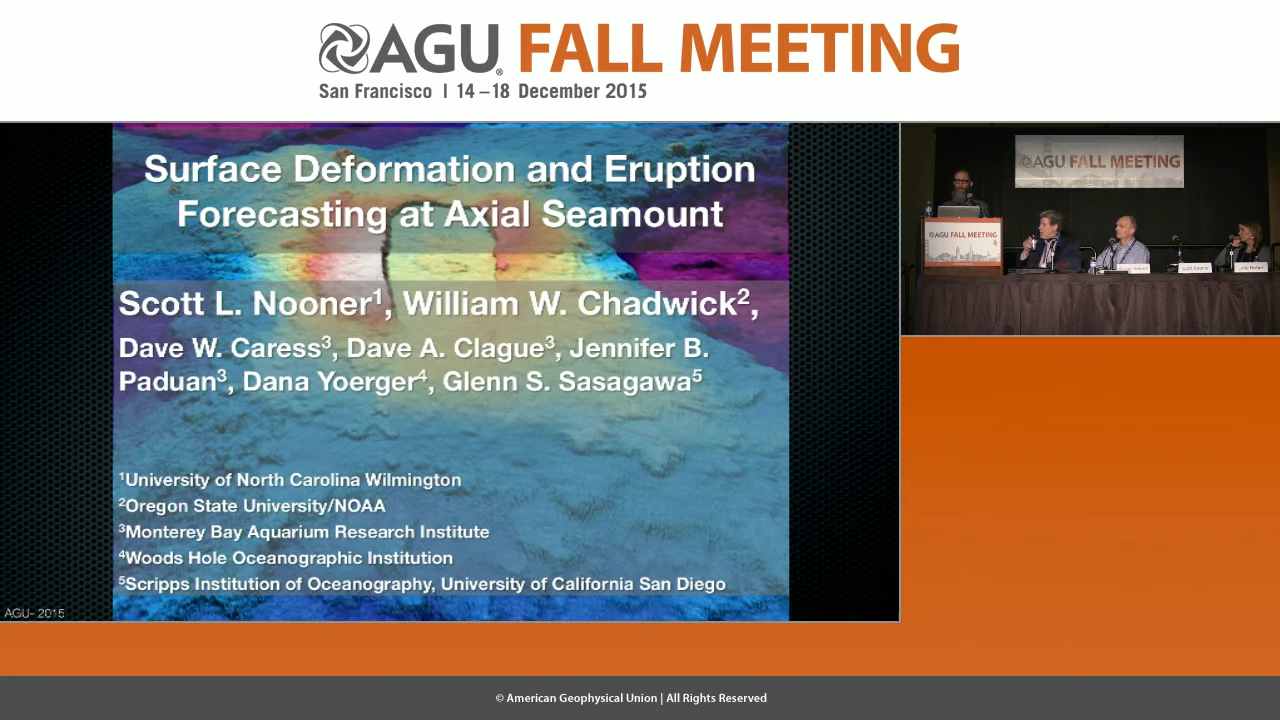 AGU® FALL MEETING
San Francisco | 14–18 December 2015
Surface Deformation and Eruption
Forecasting at Axial Seamount
Scott L. Nooner¹, William W. Chadwick²,
Dave W. Caress³, Dave A. Clague³, Jennifer B.
Paduan³, Dana Yoerger⁴, Glenn S. Sasagawa⁵
¹University of North Carolina Wilmington
²Oregon State University/NOAA
³Monterey Bay Aquarium Research Institute
⁴Woods Hole Oceanographic Institution
⁵Scripps Institution of Oceanography, University of California San Diego
AGU- 2015
AGU FALL MEETING
AGU FALL MEETING
© American Geophysical Union | All Rights Reserved